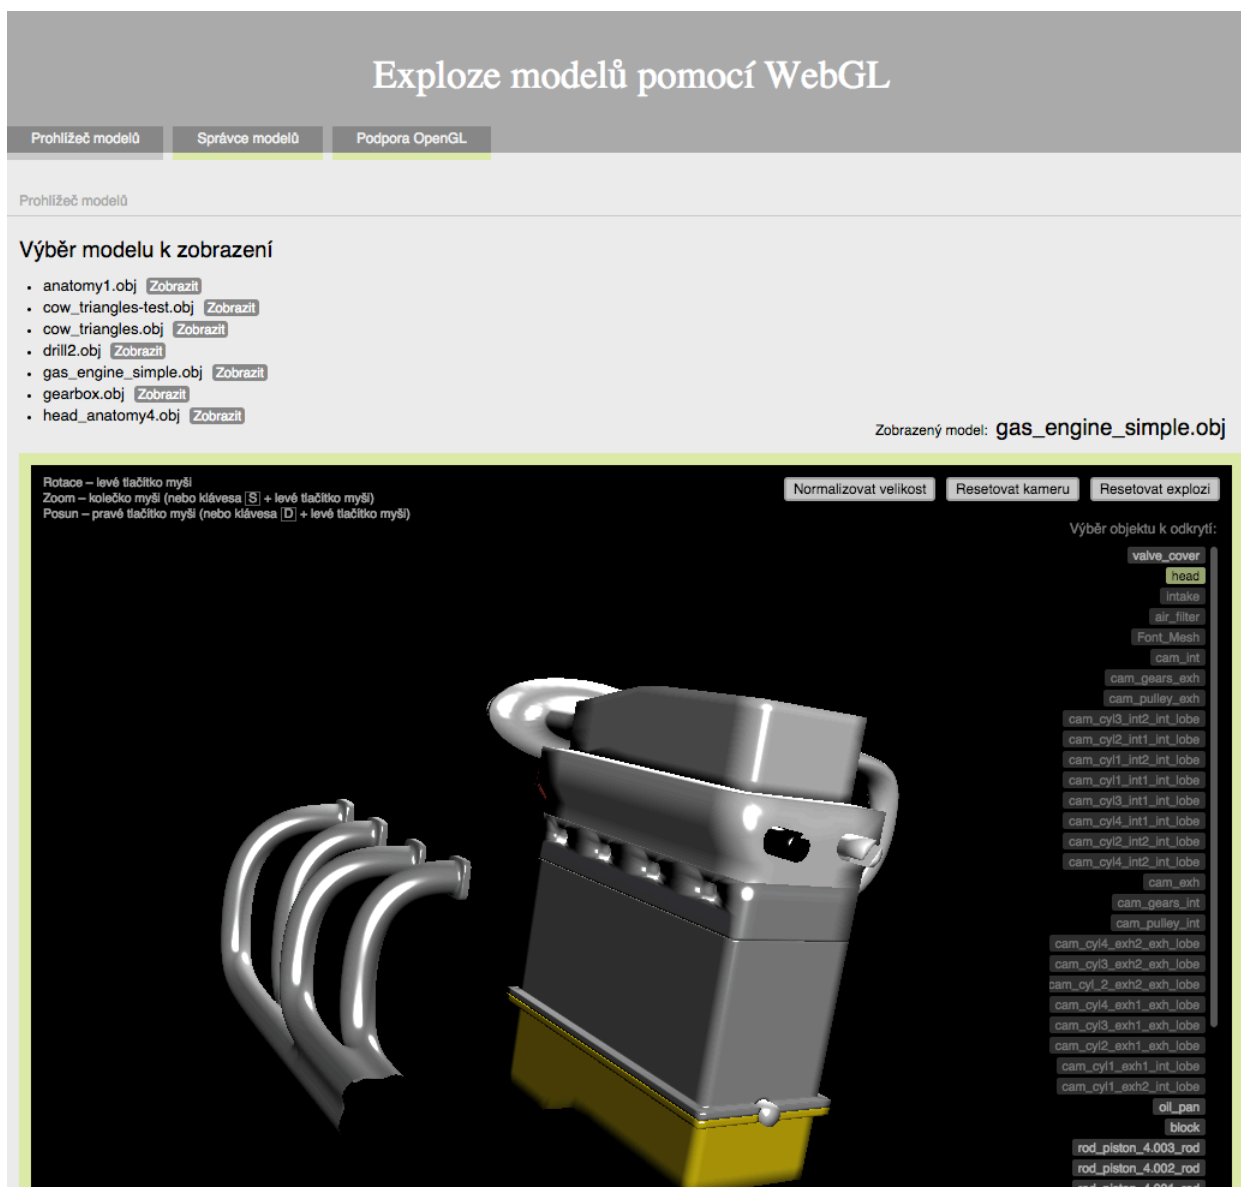 Exploze modelů pomocí WebGL
Prohlížeč modelů Správce modelů Podpora OpenGL
Prohlížeč modelů
Výběr modelu k zobrazení
anatomy1.obj Zobrazit
cow_triangles-test.obj Zobrazit
cow_triangles.obj Zobrazit
drill2.obj Zobrazit
gas_engine_simple.obj Zobrazit
gearbox.obj Zobrazit
head_anatomy4.obj Zobrazit
Zobrazený model: gas_engine_simple.obj
Rotace – levé tlačítko myši
Zoom – kolečko myši (nebo klávesa S + levé tlačítko myši)
Posun – pravé tlačítko myši (nebo klávesa D + levé tlačítko myši)
Normalizovat velikost Resetovat kameru Resetovat explozi
Výběr objektu k odkrytí:
valve_cover
head
intake
air_filter
Font_Mesh
cam_int
cam_gears_exh
cam_pulley_exh
cam_cyl3_int2_int_lobe
cam_cyl2_int1_int_lobe
cam_cyl1_int2_int_lobe
cam_cyl1_int1_int_lobe
cam_cyl3_int1_int_lobe
cam_cyl4_int1_int_lobe
cam_cyl2_int2_int_lobe
cam_cyl4_int2_int_lobe
cam_exh
cam_gears_int
cam_pulley_int
cam_cyl4_exh2_exh_lobe
cam_cyl3_exh2_exh_lobe
cam_cyl_2_exh2_exh_lobe
cam_cyl4_exh1_exh_lobe
cam_cyl3_exh1_exh_lobe
cam_cyl2_exh1_exh_lobe
cam_cyl1_exh1_int_lobe
cam_cyl1_exh2_int_lobe
oil_pan
block
rod_piston_4.003_rod
rod_piston_4.002_rod
rod_piston_4.001_rod